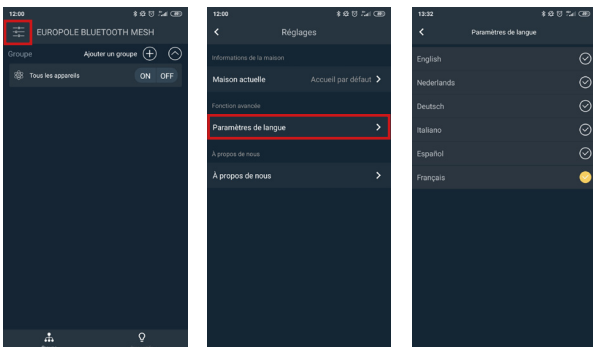 12:00
EUROPOLE BLUETOOTH MESH
Groupe
Ajouter un groupe
Tous les appareils
ON OFF
12:00
Réglages
Informations de la maison
Maison actuelle
Accueil par défaut
Fonction avancée
Paramètres de langue
À propos de nous
À propos de nous
13:32
Paramètres de langue
English
Nederlands
Deutsch
Italiano
Español
Français